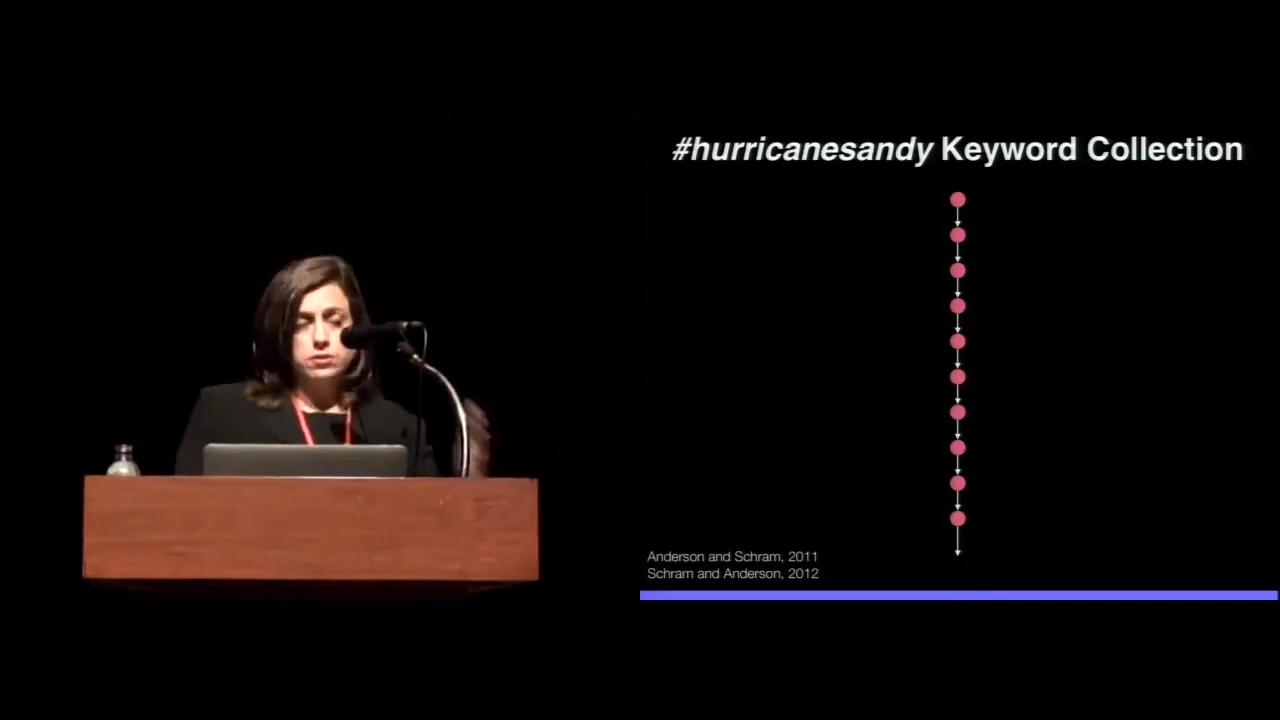 #hurricanesandy Keyword Collection
Anderson and Schram, 2011
Schram and Anderson, 2012